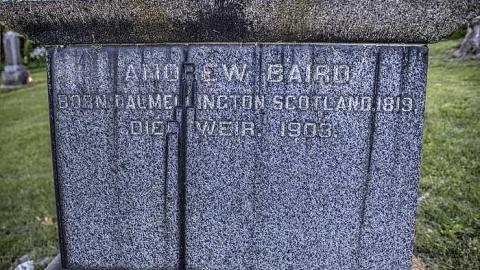 ANDREW BAIRD
BORN DALMELLINGTON SCOTLAND 1819.
DIED WEIR. 1903.